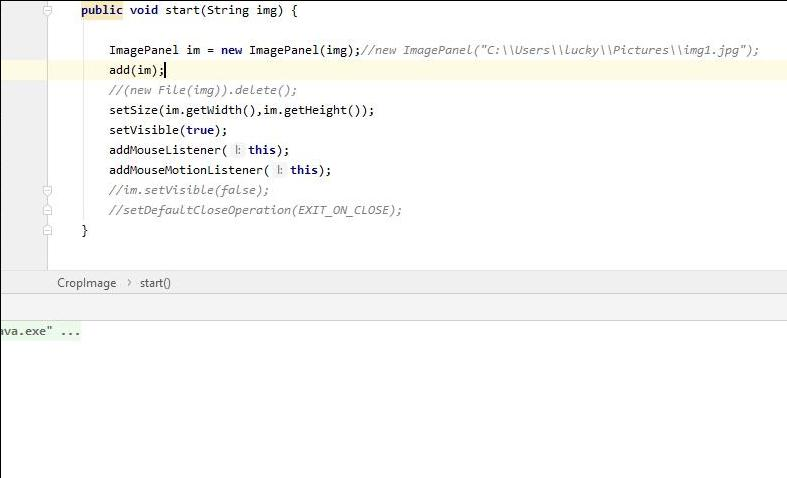 public void start(String img) {
ImagePanel im = new ImagePanel(img);//new ImagePanel("C:\\Users\\lucky\\Pictures\\img1.jpg");
add(im);
//(new File(img)).delete();
setSize(im.getWidth(),im.getHeight());
setVisible(true);
addMouseListener( l: this);
addMouseMotionListener( l: this);
//im.setVisible(false);
//setDefaultCloseOperation(EXIT_ON_CLOSE);
}
CropImage › start()
ava.exe" ...